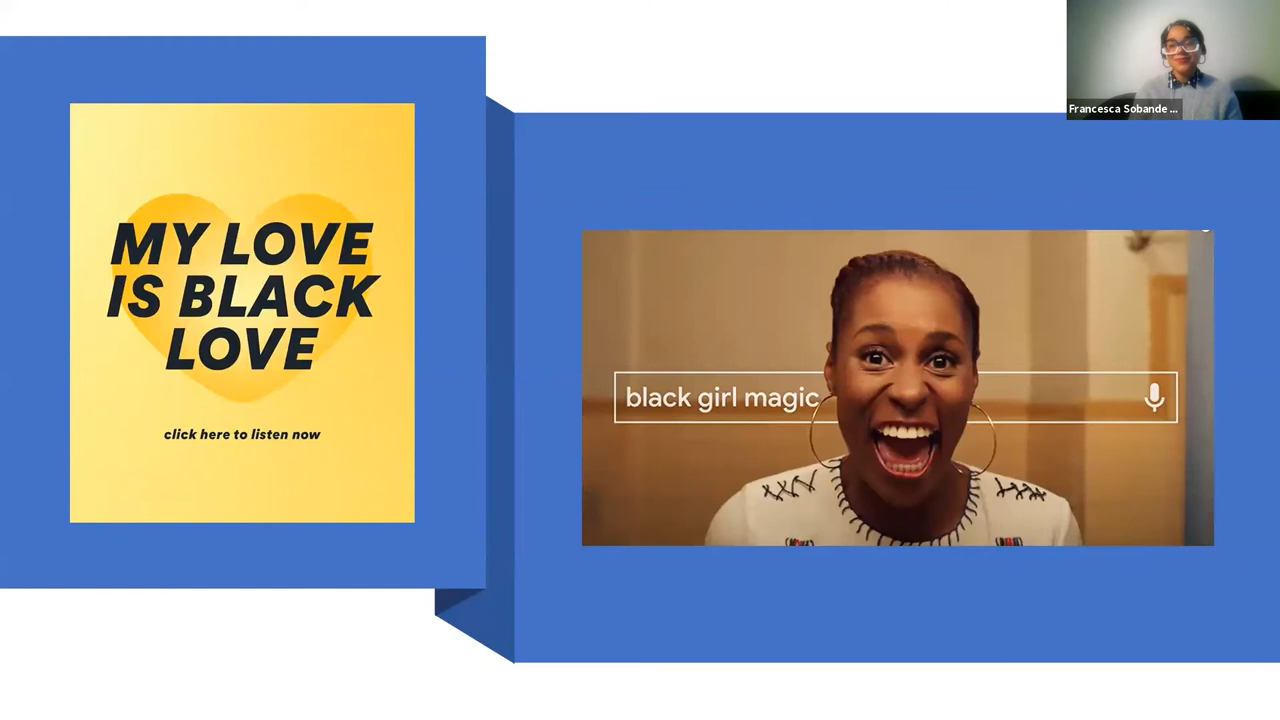 Francesca Sobande ...
MY LOVE
IS BLACK
LOVE
click here to listen now
black girl magic